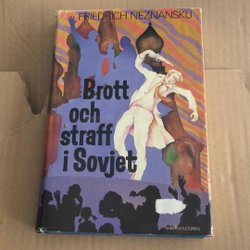 FRIEDRICH NEZNANSKIJ
Brott
och
straff
i Sovjet